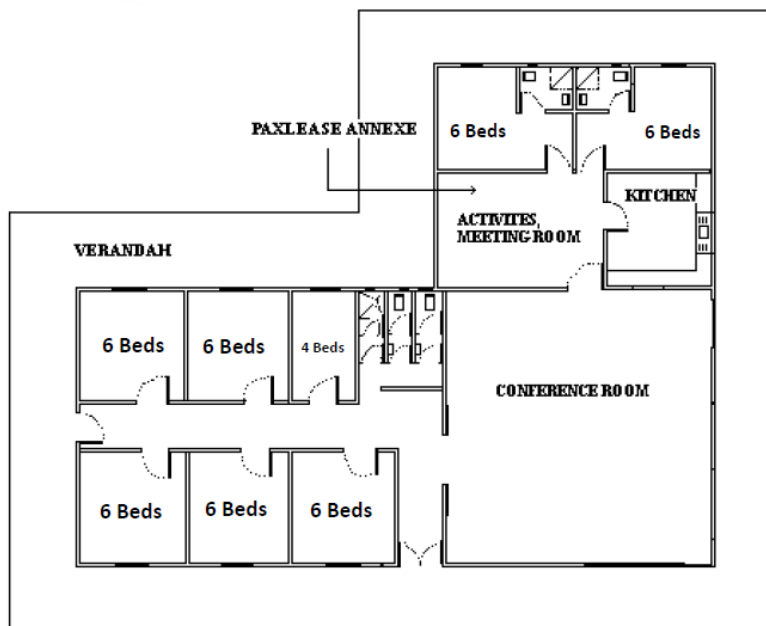 6 Beds
6 Beds
PAXLEASE ANNEXE
KITCHEN
ACTIVITES,
MEETING ROOM
VERANDAH
6 Beds
6 Beds
4 Beds
CONFERENCE ROOM
6 Beds
6 Beds
6 Beds